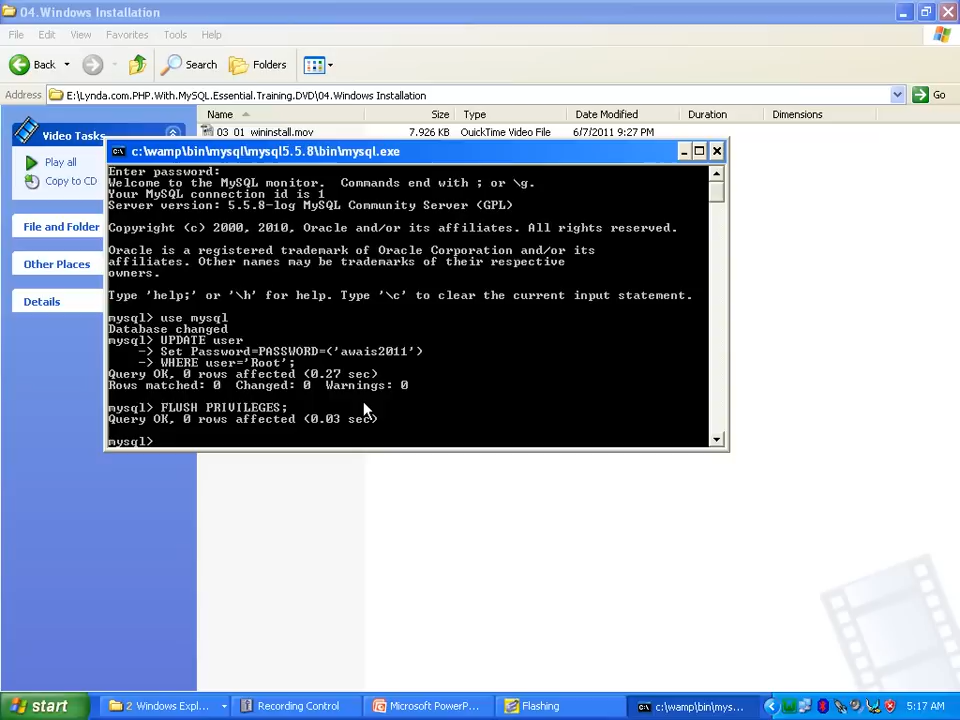 04.Windows Installation
File Edit View Favorites Tools Help
Back Search Folders
Address E:\Lynda.com.PHP.With.MySQL.Essential.Training.DVD\04.Windows Installation Go
Name Size Type Date Modified Duration Dimensions
Video Tasks
03_01_wininstall.mov 7,926 KB QuickTime Video File 6/7/2011 9:27 PM
Play all
Copy to CD
File and Folder
Other Places
Details
c:\wamp\bin\mysql\mysql5.5.8\bin\mysql.exe
Enter password:
Welcome to the MySQL monitor.  Commands end with ; or \g.
Your MySQL connection id is 1
Server version: 5.5.8-log MySQL Community Server (GPL)
Copyright (c) 2000, 2010, Oracle and/or its affiliates. All rights reserved.
Oracle is a registered trademark of Oracle Corporation and/or its
affiliates. Other names may be trademarks of their respective
owners.
Type 'help;' or '\h' for help. Type '\c' to clear the current input statement.
mysql> use mysql
Database changed
mysql> UPDATE user
-> Set Password=PASSWORD=('awais2011')
-> WHERE user='Root';
Query OK, 0 rows affected (0.27 sec)
Rows matched: 0  Changed: 0  Warnings: 0
mysql> FLUSH PRIVILEGES;
Query OK, 0 rows affected (0.03 sec)
mysql>
start 2 Windows Expl... Recording Control Microsoft PowerP... Flashing c:\wamp\bin\mys... 5:17 AM